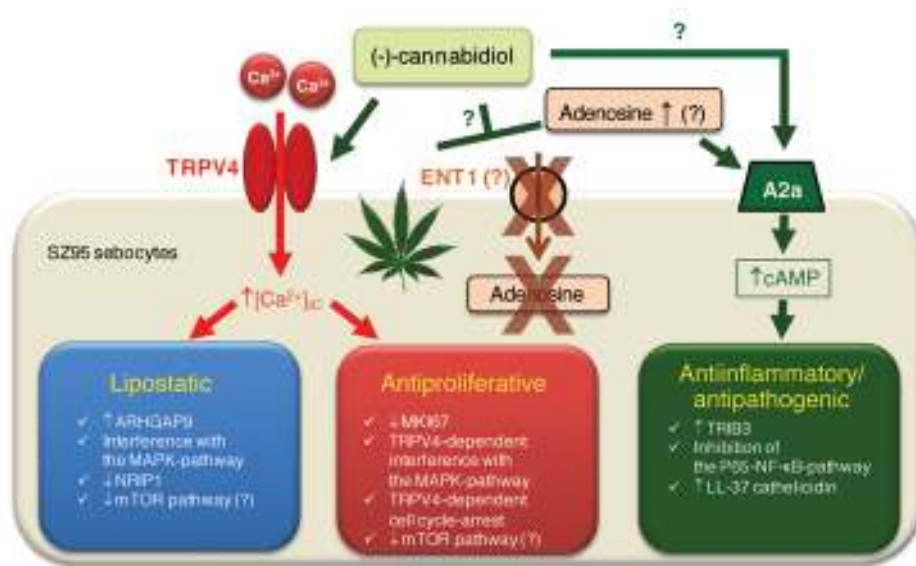 (-)-cannabidiol
?
Ca²⁺
Ca²⁺
?
Adenosine ↑ (?)
TRPV4
ENT1 (?)
A2a
SZ95 sebocytes
↑[Ca²⁺]IC
Adenosine
↑cAMP
Lipostatic
✓ ↑ARHGAP9
✓ Interference with
the MAPK-pathway
✓ ↓NRIP1
✓ ↓mTOR pathway (?)
Antiproliferative
✓ ↓MKI67
✓ TRPV4-dependent
interference with
the MAPK-pathway
✓ TRPV4-dependent
cell cycle-arrest
✓ ↓mTOR pathway (?)
Antiinflammatory/
antipathogenic
✓ ↑TRIB3
✓ Inhibition of
the P65-NF-κB-pathway
✓ ↑LL-37 cathelicidin